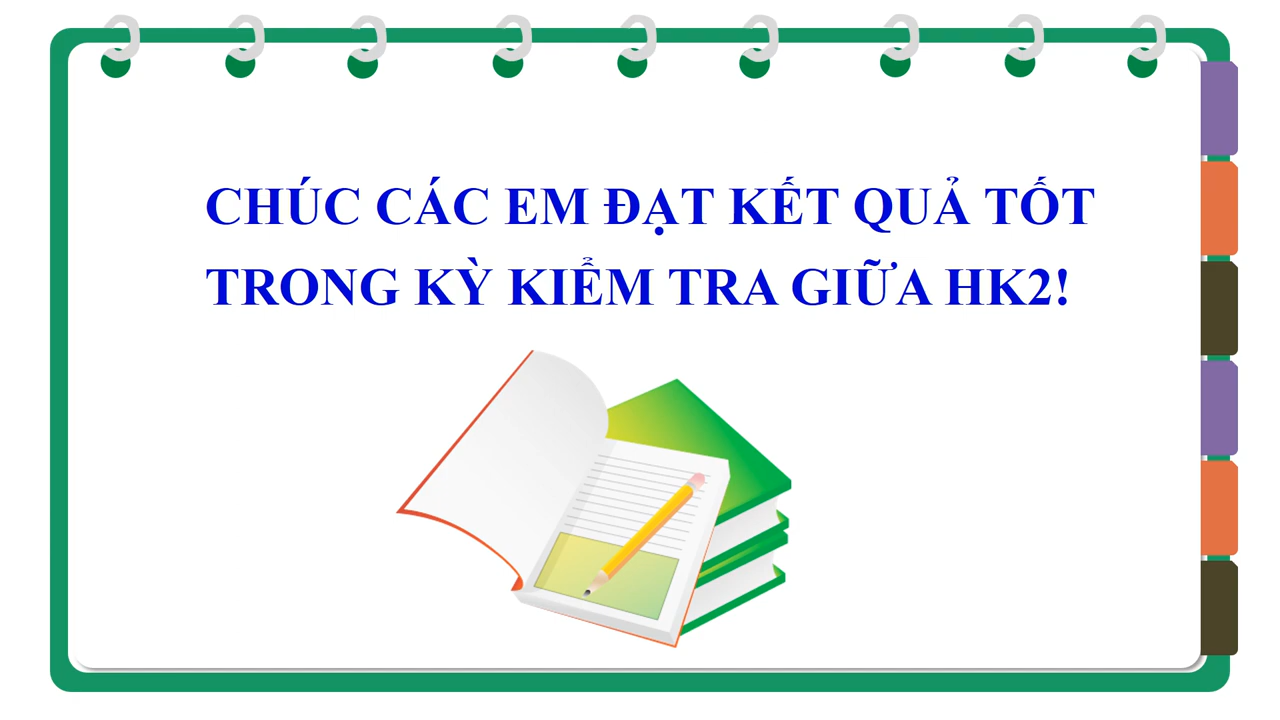 CHÚC CÁC EM ĐẠT KẾT QUẢ TỐT
TRONG KỲ KIỂM TRA GIỮA HK2!